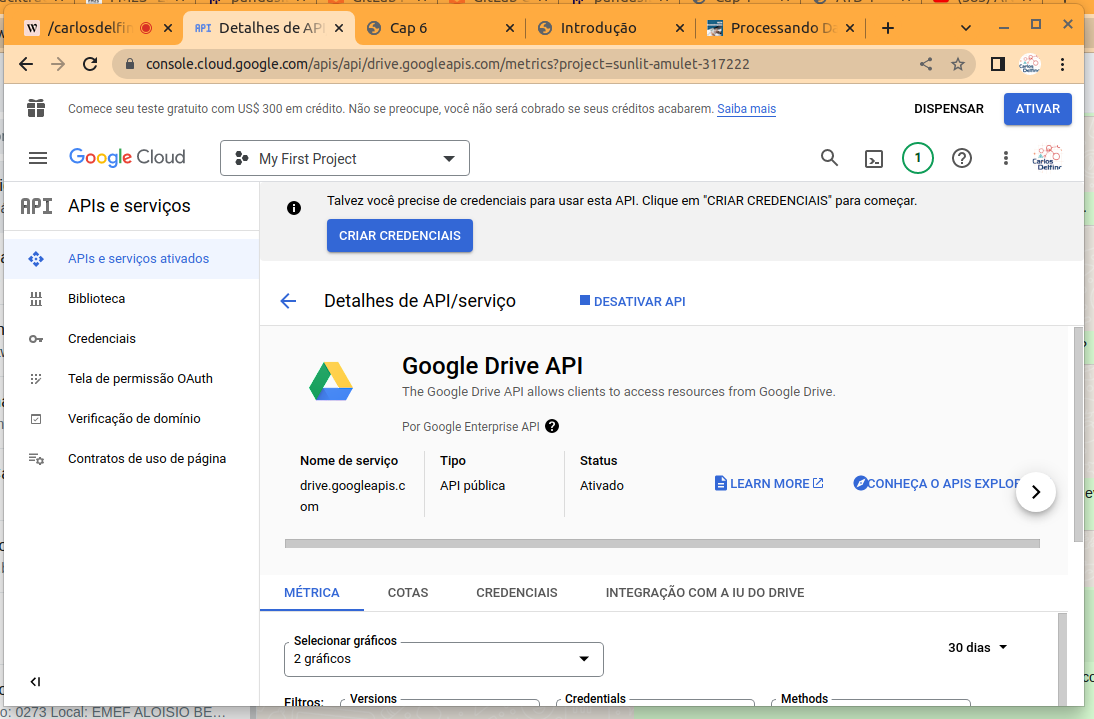 /carlosdelfin
Detalhes de API
Cap 6
Introdução
Processando Da
console.cloud.google.com/apis/api/drive.googleapis.com/metrics?project=sunlit-amulet-317222
Comece seu teste gratuito com US$ 300 em crédito. Não se preocupe, você não será cobrado se seus créditos acabarem. Saiba mais
DISPENSAR
ATIVAR
Google Cloud
My First Project
1
API
APIs e serviços
Talvez você precise de credenciais para usar esta API. Clique em "CRIAR CREDENCIAIS" para começar.
CRIAR CREDENCIAIS
APIs e serviços ativados
Biblioteca
Credenciais
Tela de permissão OAuth
Verificação de domínio
Contratos de uso de página
Detalhes de API/serviço
DESATIVAR API
Google Drive API
The Google Drive API allows clients to access resources from Google Drive.
Por Google Enterprise API
Nome de serviço
drive.googleapis.c
om
Tipo
API pública
Status
Ativado
LEARN MORE
CONHEÇA O APIS EXPLOR
MÉTRICA
COTAS
CREDENCIAIS
INTEGRAÇÃO COM A IU DO DRIVE
Selecionar gráficos
2 gráficos
30 dias
Filtros:
Versions
Credentials
Methods
o: 0273 Local: EMEF ALOISIO BE...